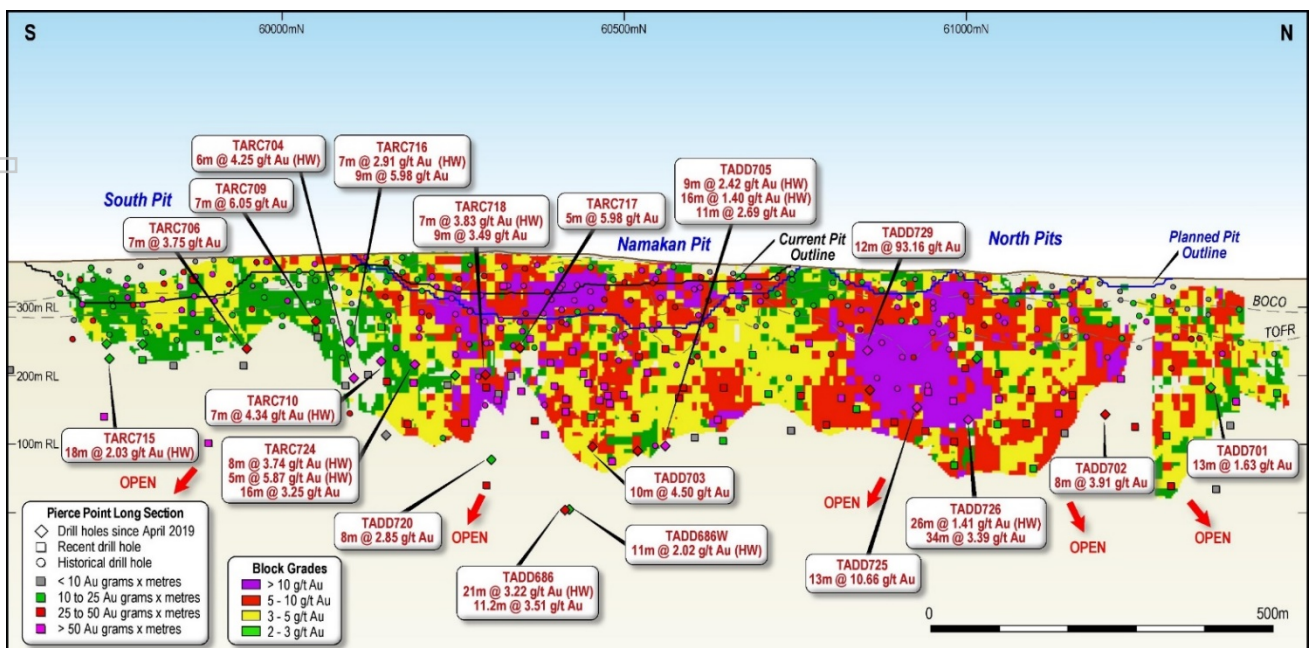 S
60000mN
60500mN
61000mN
N
TARC704
6m @ 4.25 g/t Au (HW)
TARC716
7m @ 2.91 g/t Au (HW)
9m @ 5.98 g/t Au
TADD705
9m @ 2.42 g/t Au (HW)
16m @ 1.40 g/t Au (HW)
11m @ 2.69 g/t Au
South Pit
TARC709
7m @ 6.05 g/t Au
TARC718
7m @ 3.83 g/t Au (HW)
9m @ 3.49 g/t Au
TARC717
5m @ 5.98 g/t Au
TARC706
7m @ 3.75 g/t Au
Namakan Pit
Current Pit
Outline
TADD729
12m @ 93.16 g/t Au
North Pits
Planned Pit
Outline
300m RL
BOCO
TOFR
200m RL
100m RL
TARC710
7m @ 4.34 g/t Au (HW)
TARC715
18m @ 2.03 g/t Au (HW)
TARC724
8m @ 3.74 g/t Au (HW)
5m @ 5.87 g/t Au (HW)
16m @ 3.25 g/t Au
TADD703
10m @ 4.50 g/t Au
TADD702
8m @ 3.91 g/t Au
TADD701
13m @ 1.63 g/t Au
OPEN
OPEN
OPEN
OPEN
OPEN
TADD720
8m @ 2.85 g/t Au
TADD686W
11m @ 2.02 g/t Au (HW)
TADD726
26m @ 1.41 g/t Au (HW)
34m @ 3.39 g/t Au
TADD725
13m @ 10.66 g/t Au
TADD686
21m @ 3.22 g/t Au (HW)
11.2m @ 3.51 g/t Au
Pierce Point Long Section
Drill holes since April 2019
Recent drill hole
Historical drill hole
< 10 Au grams x metres
10 to 25 Au grams x metres
25 to 50 Au grams x metres
> 50 Au grams x metres
Block Grades
> 10 g/t Au
5 - 10 g/t Au
3 - 5 g/t Au
2 - 3 g/t Au
0
500m